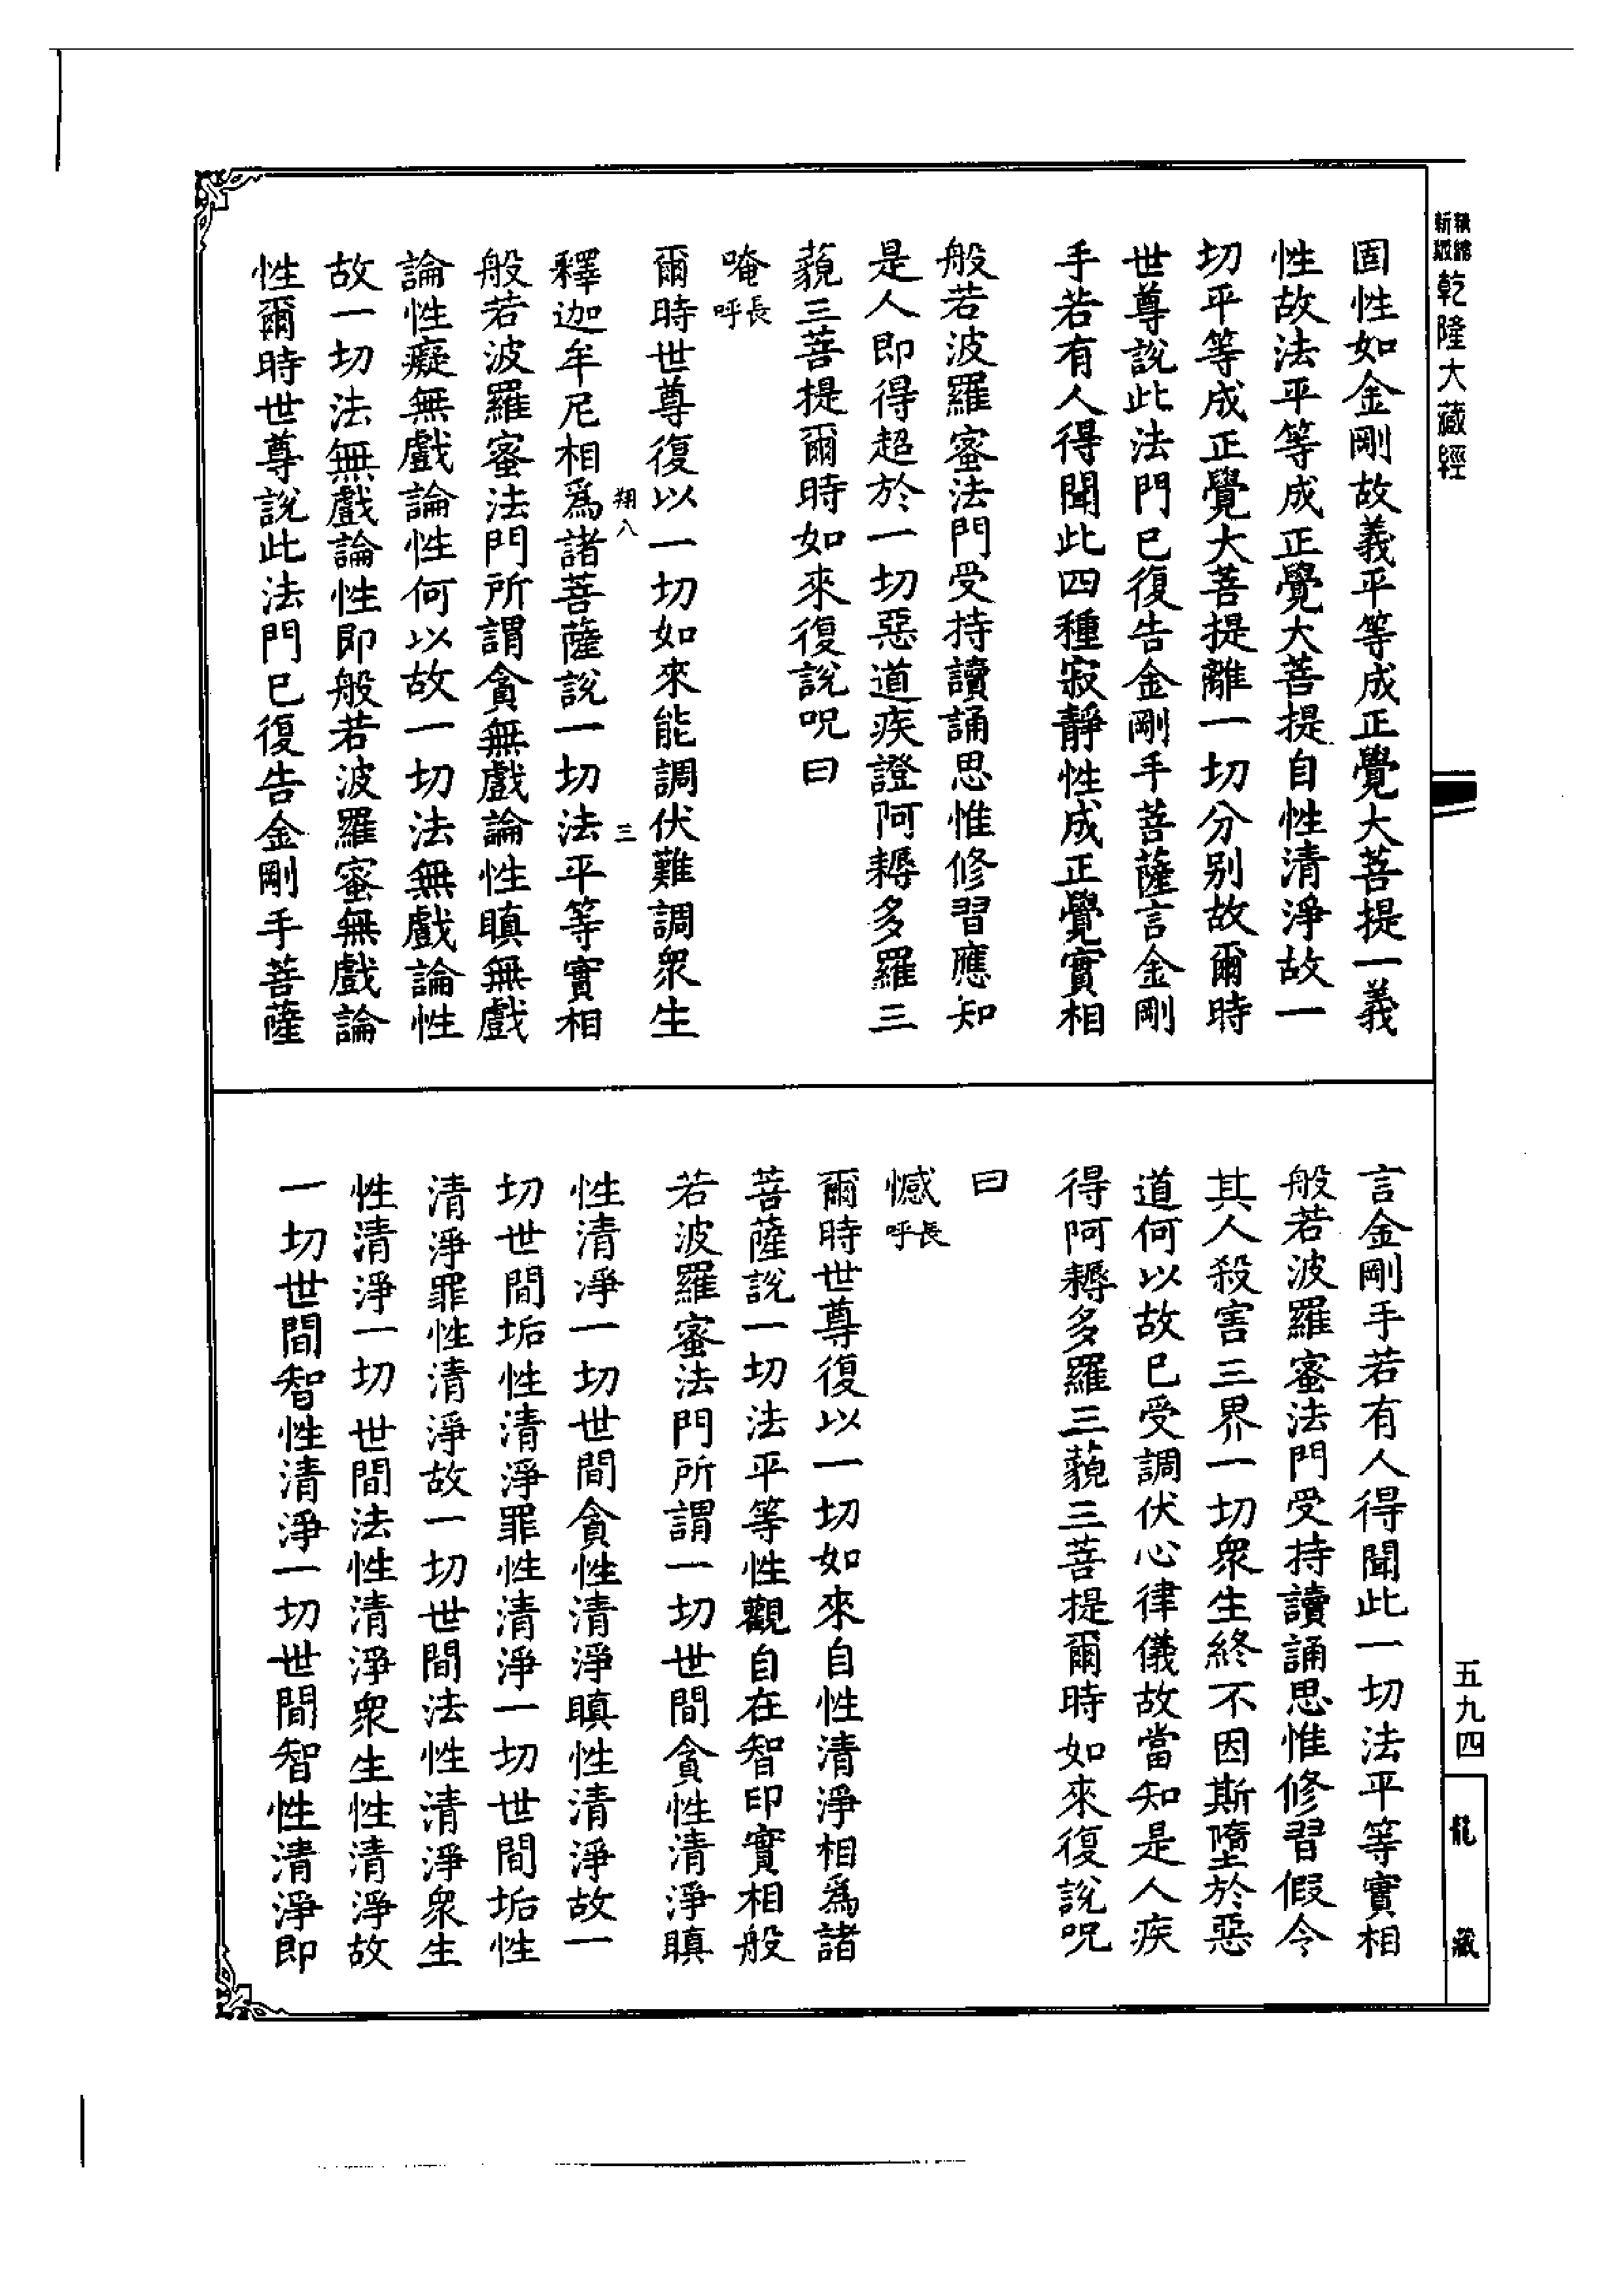 新編
縮版
乾隆大藏經
固性如金剛故義平等成正覺大菩提一義
性故法平等成正覺大菩提自性清淨故一
切平等成正覺大菩提離一切分别故爾時
世尊說此法門已復告金剛手菩薩言金剛
手若有人得聞此四種寂靜性成正覺實相
般若波羅蜜法門受持讀誦思惟修習應知
是人即得超於一切惡道疾證阿耨多羅三
藐三菩提爾時如來復說呪曰
唵長呼
爾時世尊復以一切如來能調伏難調眾生
翔八 三
釋迦牟尼相為諸菩薩說一切法平等實相
般若波羅蜜法門所謂貪無戲論性瞋無戲
論性癡無戲論性何以故一切法無戲論性
故一切法無戲論性即般若波羅蜜無戲論
性爾時世尊說此法門已復告金剛手菩薩
言金剛手若有人得聞此一切法平等實相
般若波羅蜜法門受持讀誦思惟修習假令
其人殺害三界一切眾生終不因斯墮於惡
道何以故已受調伏心律儀故當知是人疾
得阿耨多羅三藐三菩提爾時如來復說呪
曰
憾長呼
爾時世尊復以一切如來自性清淨相為諸
菩薩說一切法平等性觀自在智印實相般
若波羅蜜法門所謂一切世間貪性清淨瞋
性清凈一切世間貪性清淨瞋性清淨故一
切世間垢性清淨罪性清淨一切世間垢性
清淨罪性清淨故一切世間法性清淨眾生
性清淨一切世間法性清淨眾生性清淨故
一切世間智性清淨一切世間智性清淨即
五九四
龍藏